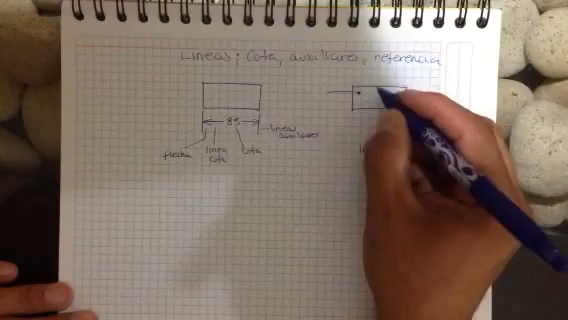 Lineas; Cota, auxiliares, referencia
85
lineas
auxiliares
flecha
linea
cota
cota